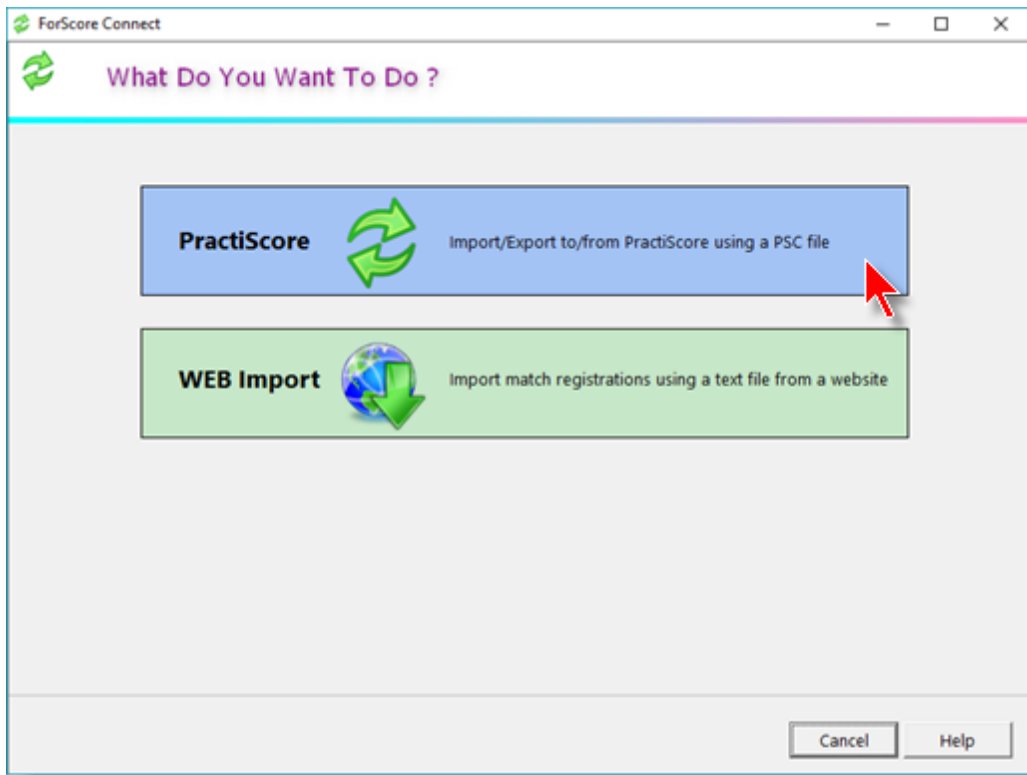 ForScore Connect
What Do You Want To Do ?
PractiScore
Import/Export to/from PractiScore using a PSC file
WEB Import
Import match registrations using a text file from a website
Cancel
Help